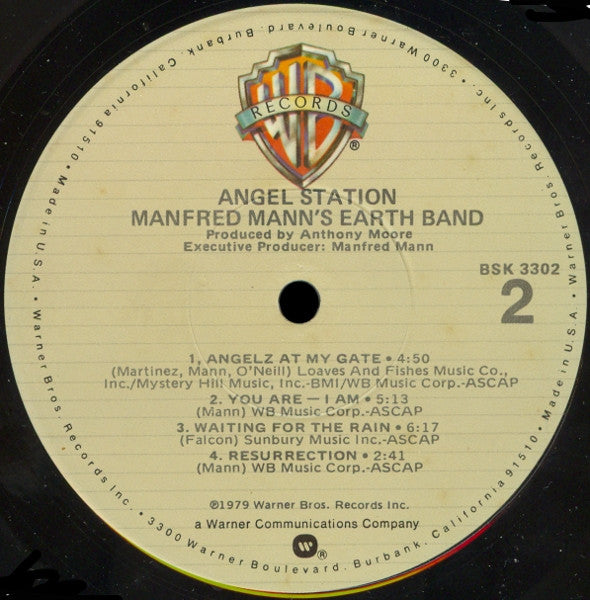 WB
RECORDS
®
ANGEL STATION
MANFRED MANN'S EARTH BAND
Produced by Anthony Moore
Executive Producer: Manfred Mann
BSK 3302
2
1, ANGELZ AT MY GATE • 4:50
(Martinez, Mann, O'Neill) Loaves And Fishes Music Co.,
Inc./Mystery Hill Music, Inc.-BMI/WB Music Corp.-ASCAP
2. YOU ARE — I AM • 5:13
(Mann) WB Music Corp.-ASCAP
3. WAITING FOR THE RAIN • 6:17
(Falcon) Sunbury Music Inc.-ASCAP
4. RESURRECTION • 2:41
(Mann) WB Music Corp.-ASCAP
℗1979 Warner Bros. Records Inc.
a Warner Communications Company
®
Warner Bros. Records Inc. • 3300 Warner Boulevard. Burbank. California 91510 • Made in U.S.A. •
Warner Bros. Records Inc. • 3300 Warner Boulevard. Burbank. California 91510 • Made in U.S.A. •